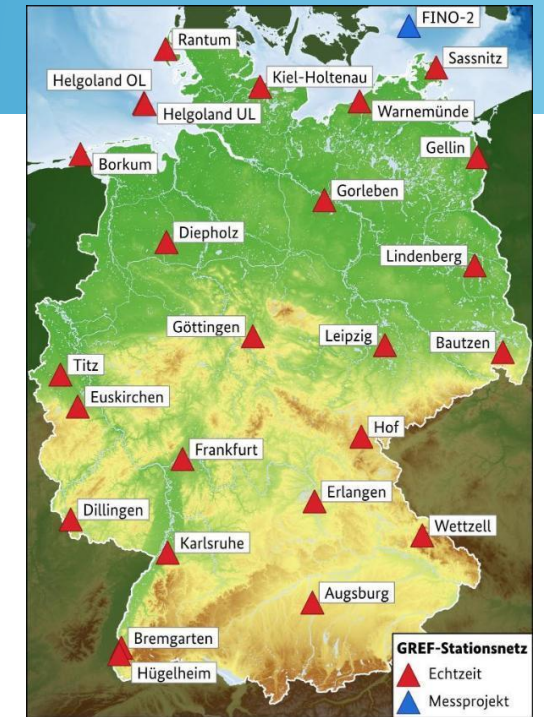 FINO-2
Rantum
Sassnitz
Helgoland OL
Kiel-Holtenau
Helgoland UL
Warnemünde
Borkum
Gellin
Gorleben
Diepholz
Lindenberg
Göttingen
Leipzig
Bautzen
Titz
Euskirchen
Hof
Frankfurt
Erlangen
Dillingen
Wettzell
Karlsruhe
Augsburg
Bremgarten
Hügelheim
GREF-Stationsnetz
Echtzeit
Messprojekt